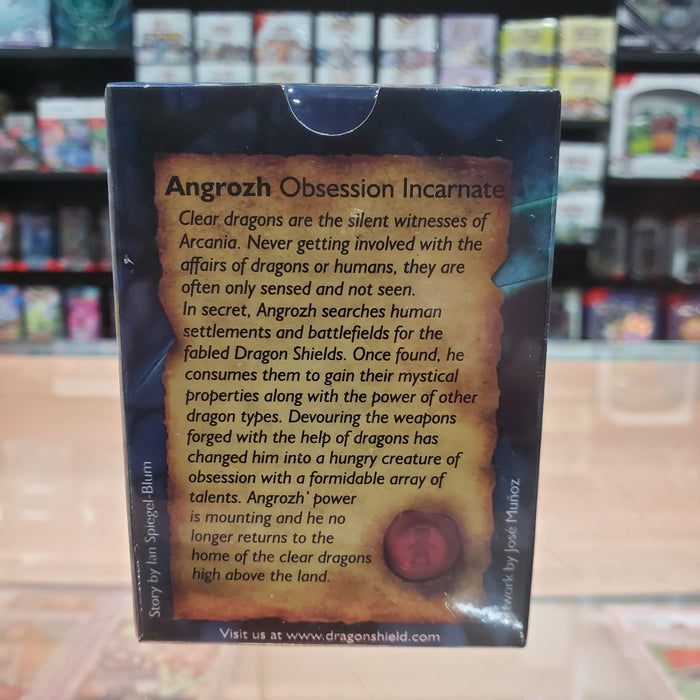 Angrozh Obsession Incarnate
Clear dragons are the silent witnesses of
Arcania. Never getting involved with the
affairs of dragons or humans, they are
often only sensed and not seen.
In secret, Angrozh searches human
settlements and battlefields for the
fabled Dragon Shields. Once found, he
consumes them to gain their mystical
properties along with the power of other
dragon types. Devouring the weapons
forged with the help of dragons has
changed him into a hungry creature of
obsession with a formidable array of
talents. Angrozh' power
is mounting and he no
longer returns to the
home of the clear dragons
high above the land.
Story by Ian Spiegel-Blum
by José Muñoz
Visit us at www.dragonshield.com